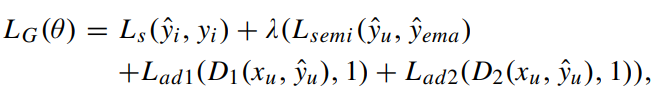 L_G(θ) = L_s(ŷ_i, y_i) + λ(L_semi(ŷ_u, ŷ_ema)
+L_ad1(D_1(x_u, ŷ_u), 1) + L_ad2(D_2(x_u, ŷ_u), 1)),